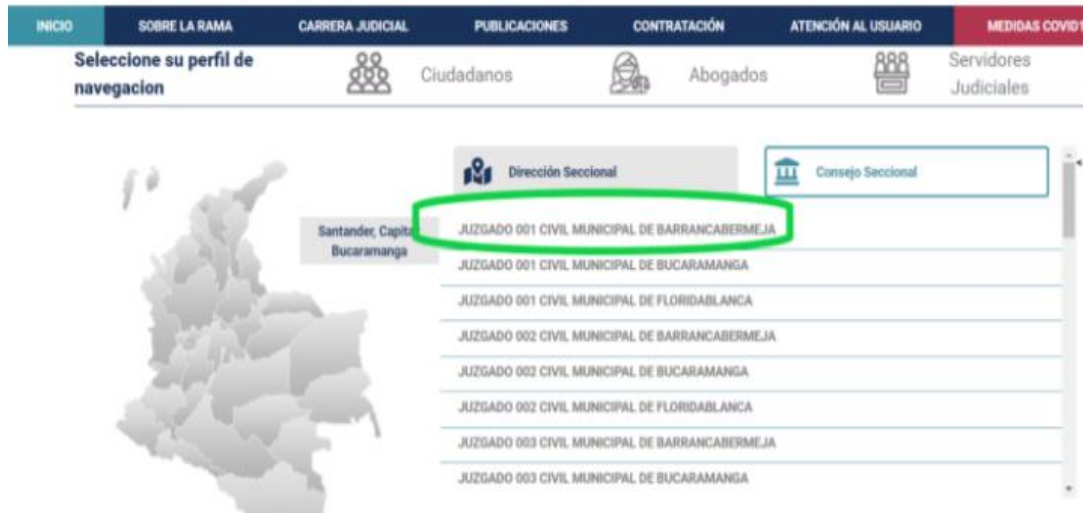 INICIO SOBRE LA RAMA CARRERA JUDICIAL PUBLICACIONES CONTRATACIÓN ATENCIÓN AL USUARIO MEDIDAS COVID1
Seleccione su perfil de
navegacion
Ciudadanos
Abogados
Servidores
Judiciales
Dirección Seccional
Consejo Seccional
Santander, Capita
Bucaramanga
JUZGADO 001 CIVIL MUNICIPAL DE BARRANCABERMEJA
JUZGADO 001 CIVIL MUNICIPAL DE BUCARAMANGA
JUZGADO 001 CIVIL MUNICIPAL DE FLORIDABLANCA
JUZGADO 002 CIVIL MUNICIPAL DE BARRANCABERMEJA
JUZGADO 002 CIVIL MUNICIPAL DE BUCARAMANGA
JUZGADO 002 CIVIL MUNICIPAL DE FLORIDABLANCA
JUZGADO 003 CIVIL MUNICIPAL DE BARRANCABERMEJA
JUZGADO 003 CIVIL MUNICIPAL DE BUCARAMANGA